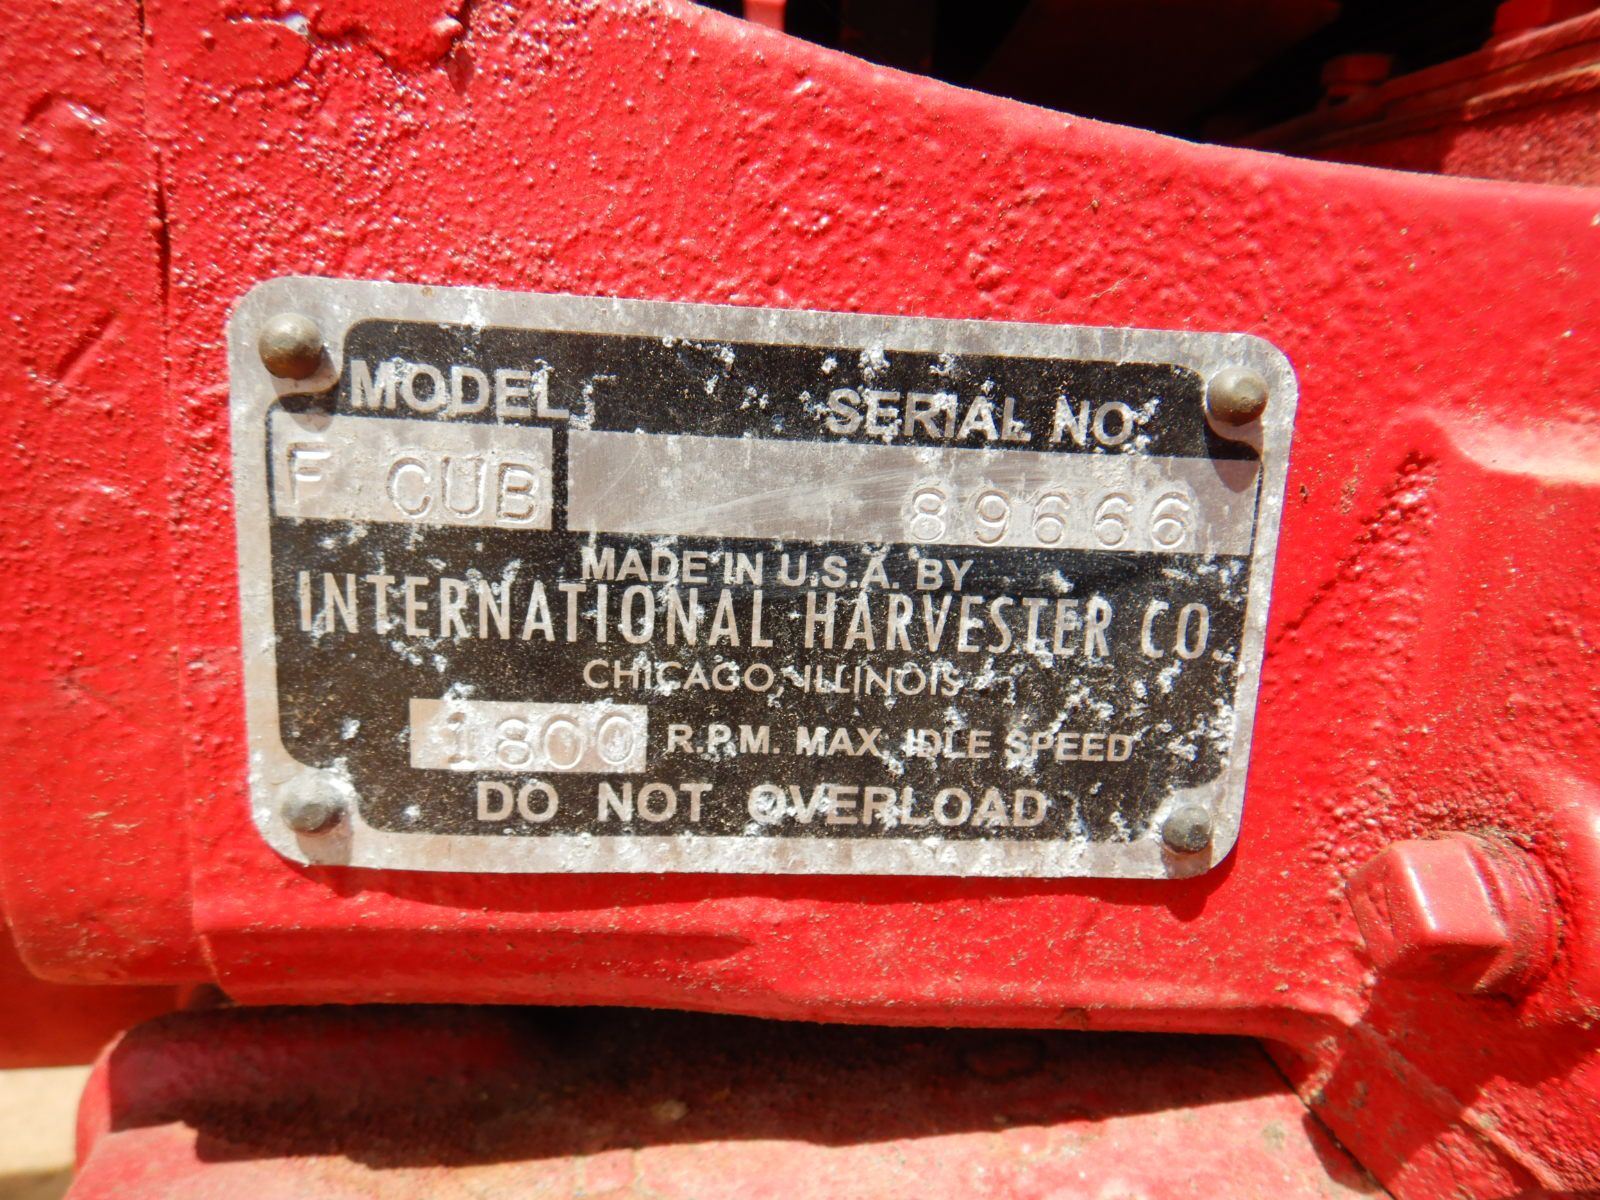 MODEL SERIAL NO.
F CUB 89666
MADE IN U.S.A. BY
INTERNATIONAL HARVESTER CO.
CHICAGO, ILLINOIS
1800 R.P.M. MAX. IDLE SPEED
DO NOT OVERLOAD